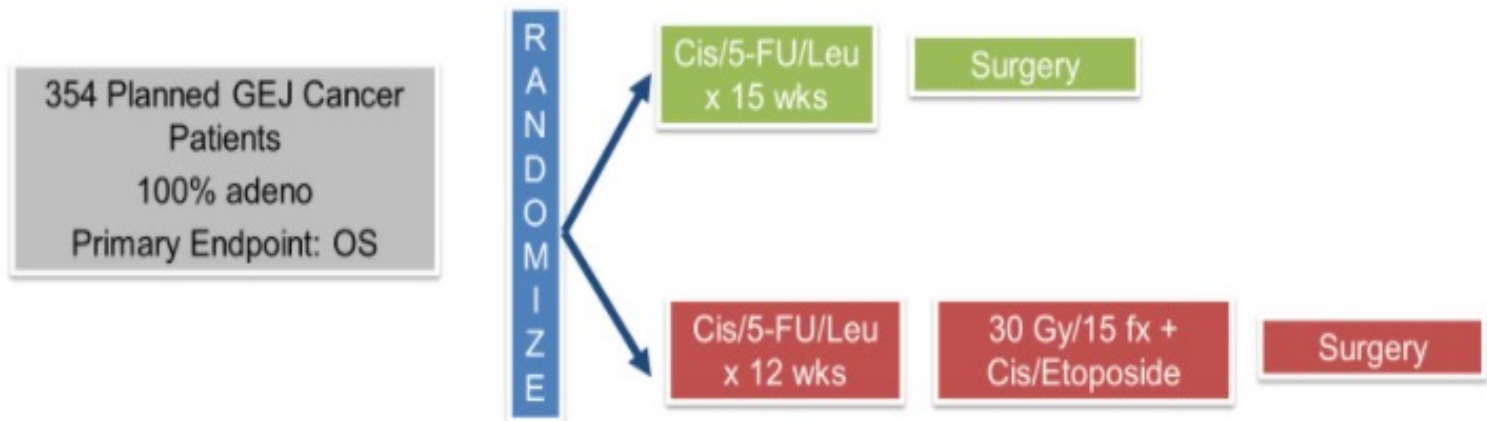 354 Planned GEJ Cancer
Patients
100% adeno
Primary Endpoint: OS
RANDOMIZE
Cis/5-FU/Leu
x 15 wks
Surgery
Cis/5-FU/Leu
x 12 wks
30 Gy/15 fx +
Cis/Etoposide
Surgery